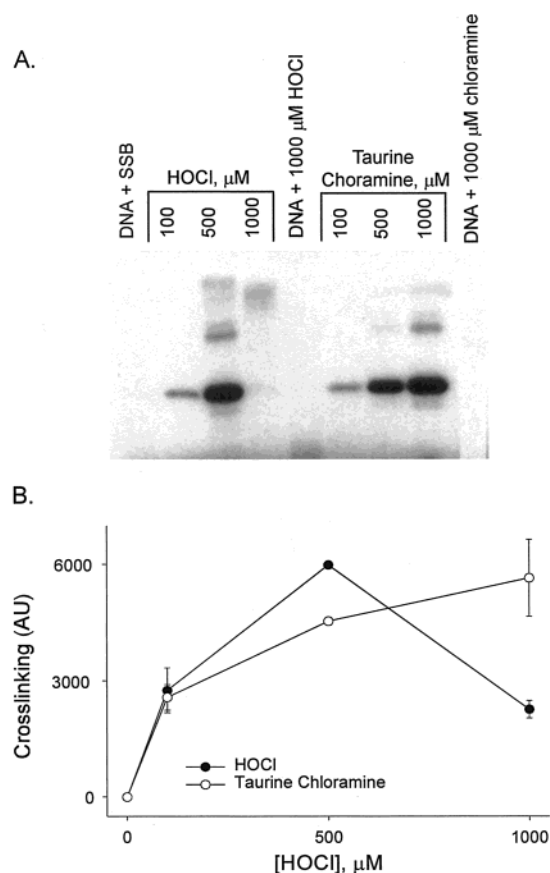 A.
DNA + SSB
HOCl, μM
100
500
1000
DNA + 1000 μM HOCl
Taurine
Choramine, μM
100
500
1000
DNA + 1000 μM chloramine
B.
Crosslinking (AU)
6000
3000
0
HOCl
Taurine Chloramine
0
500
1000
[HOCl], μM